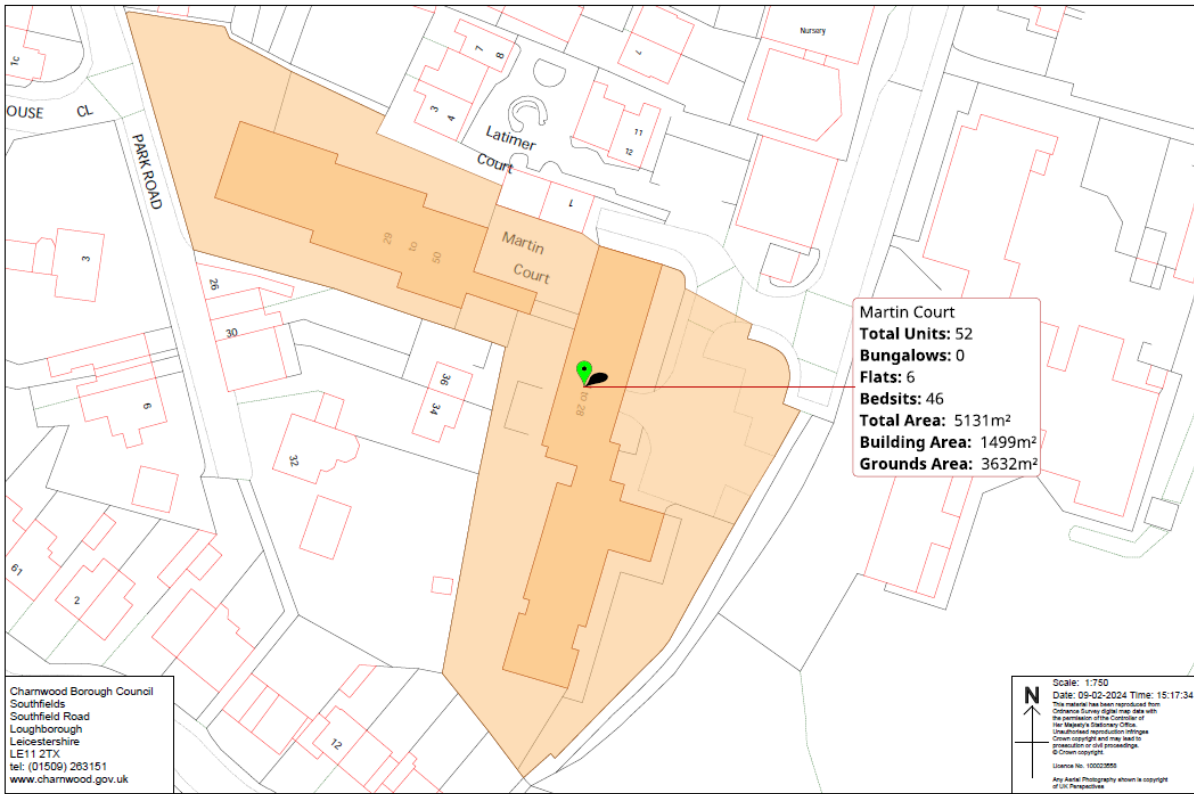 Nursery
1c
7
8
7
3
4
11
12
Latimer
Court
OUSE CL
PARK ROAD
1
Martin
Court
29
to
50
3
26
30
36
34
to 28
6
32
61
2
12
Martin Court
Total Units: 52
Bungalows: 0
Flats: 6
Bedsits: 46
Total Area: 5131m²
Building Area: 1499m²
Grounds Area: 3632m²
Charnwood Borough Council
Southfields
Southfield Road
Loughborough
Leicestershire
LE11 2TX
tel: (01509) 263151
www.charnwood.gov.uk
N
Scale: 1:750
Date: 09-02-2024 Time: 15:17:34
This material has been reproduced from
Ordnance Survey digital map data with
the permission of the Controller of
Her Majesty's Stationery Office.
Unauthorised reproduction infringes
Crown copyright and may lead to
prosecution or civil proceedings.
© Crown copyright
Licence No. 100023558
Any Aerial Photography shown is copyright
of UK Perspectives